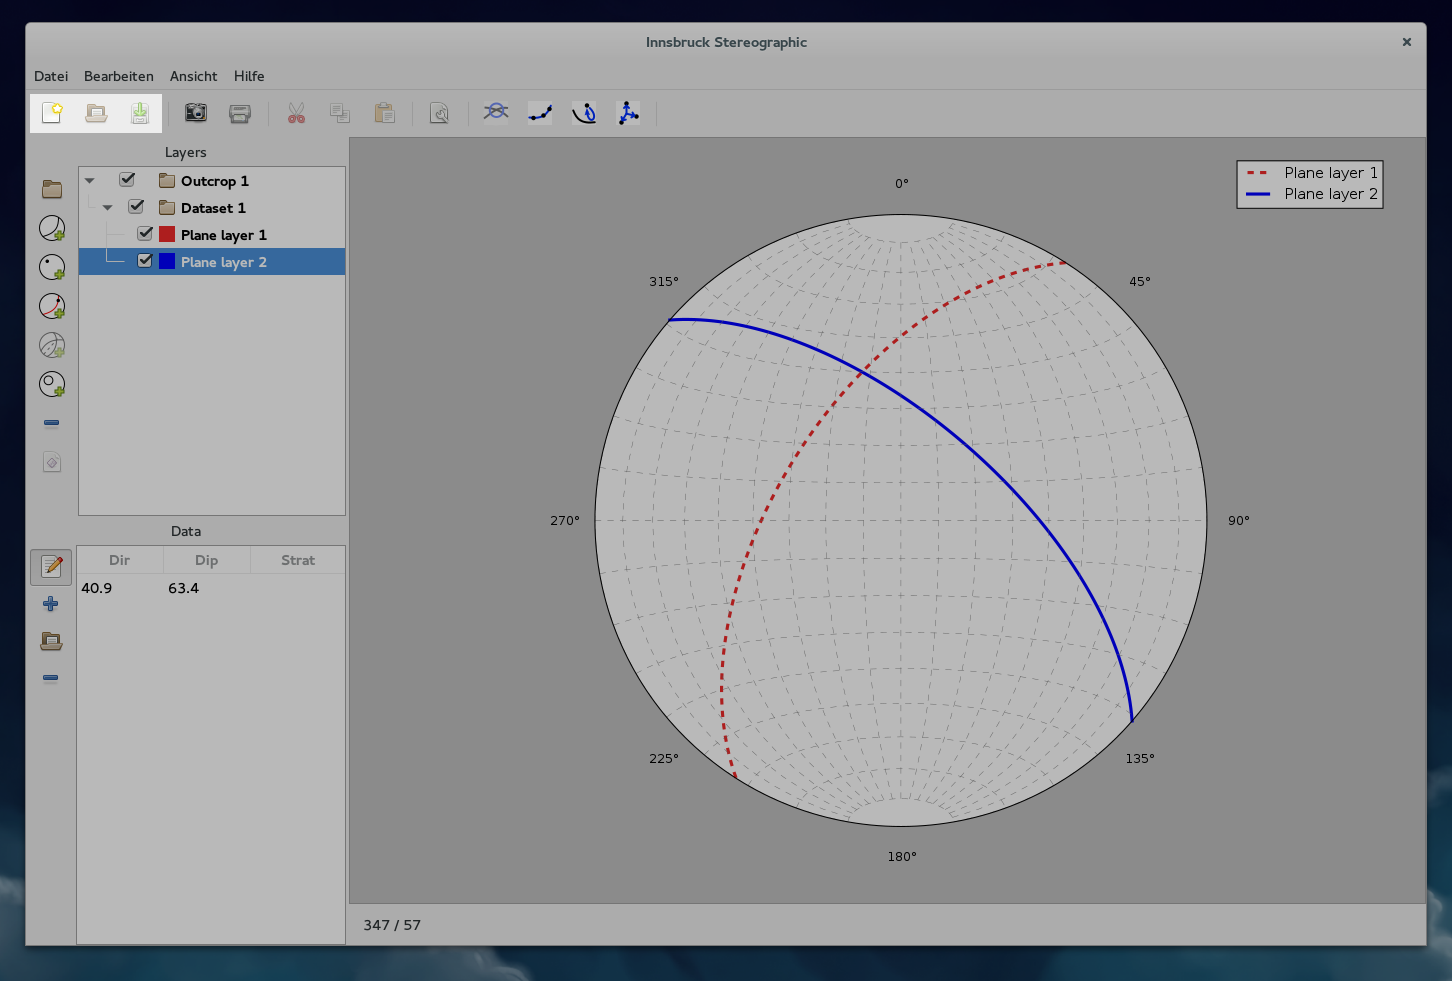 Innsbruck Stereographic
Datei Bearbeiten Ansicht Hilfe
Layers
Outcrop 1
Dataset 1
Plane layer 1
Plane layer 2
Data
Dir Dip Strat
40.9 63.4
Plane layer 1
Plane layer 2
0°
315° 45°
270° 90°
225° 135°
180°
347 / 57